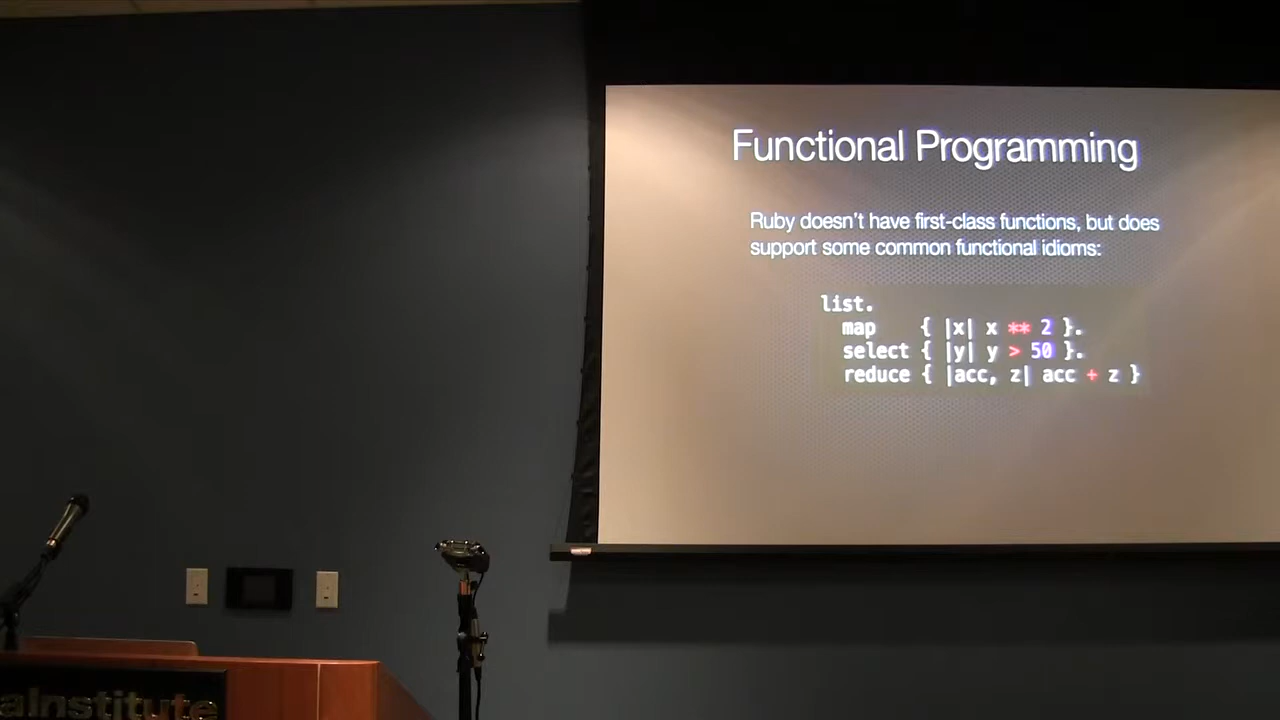 Functional Programming
Ruby doesn't have first-class functions, but does
support some common functional idioms:
list.
map { |x| x ** 2 }.
select { |y| y > 50 }.
reduce { |acc, z| acc + z }
aInstitute